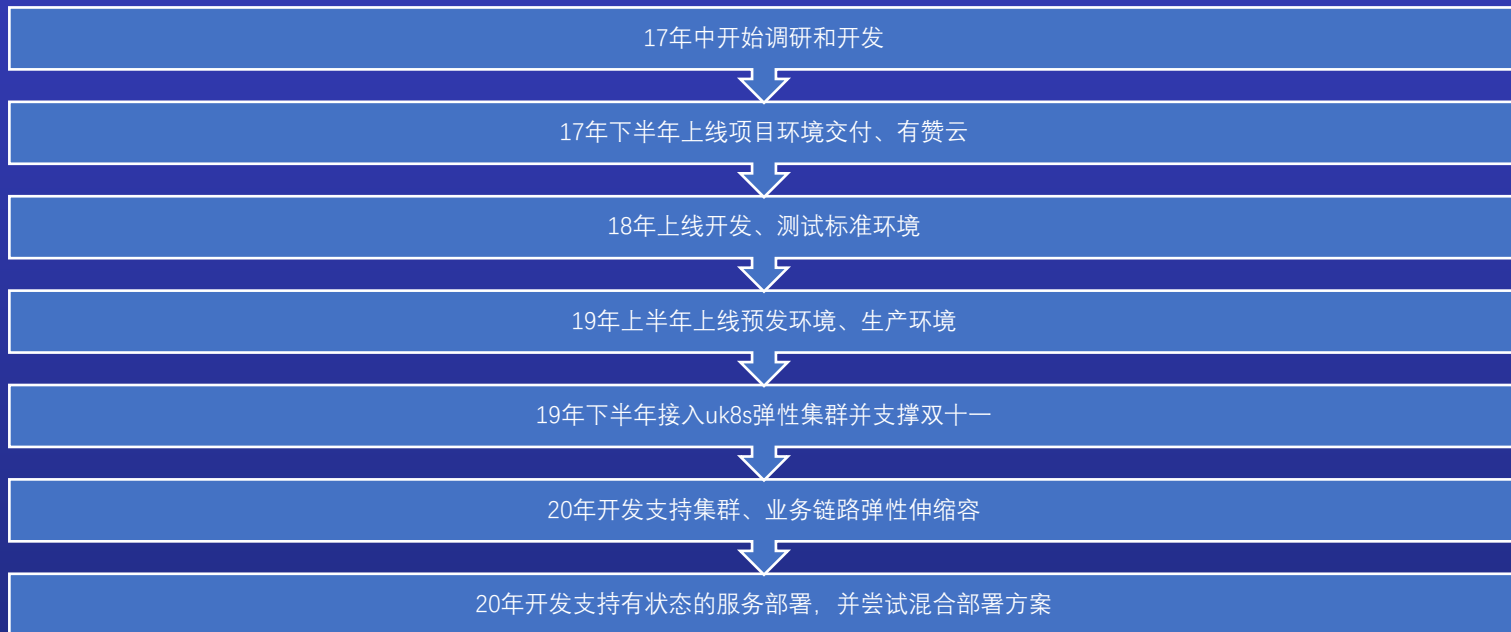 17年中开始调研和开发
17年下半年上线项目环境交付、有赞云
18年上线开发、测试标准环境
19年上半年上线预发环境、生产环境
19年下半年接入uk8s弹性集群并支撑双十一
20年开发支持集群、业务链路弹性伸缩容
20年开发支持有状态的服务部署，并尝试混合部署方案